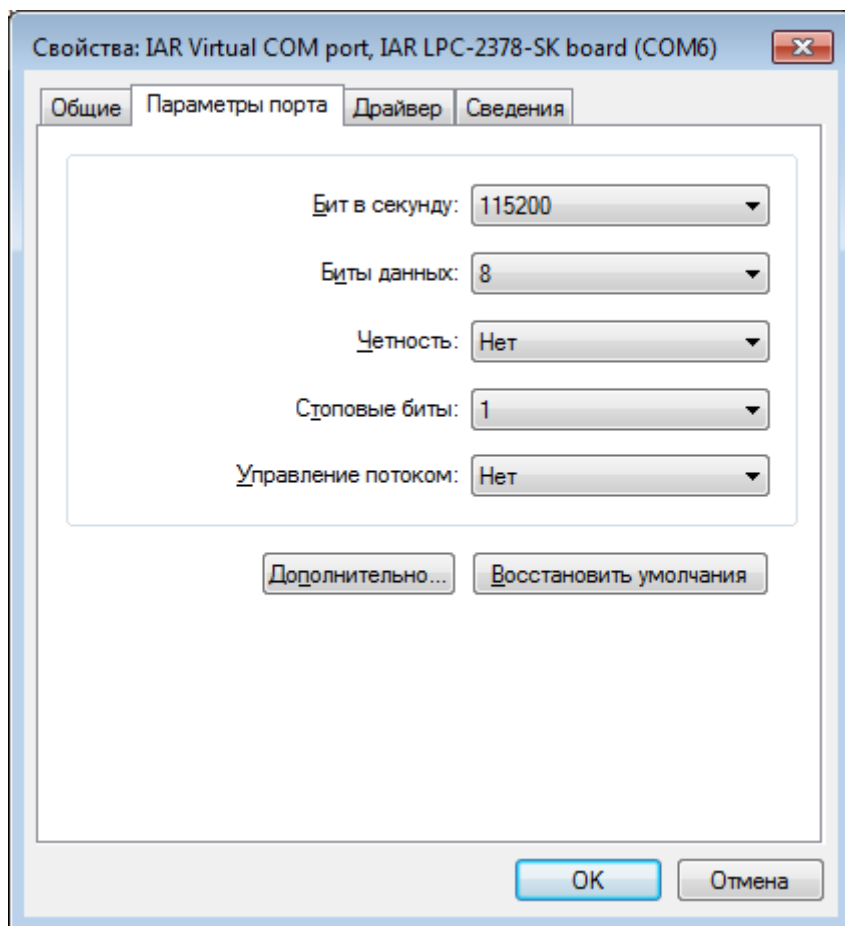 Свойства: IAR Virtual COM port, IAR LPC-2378-SK board (COM6)
Общие Параметры порта Драйвер Сведения
Бит в секунду: 115200
Биты данных: 8
Четность: Нет
Стоповые биты: 1
Управление потоком: Нет
Дополнительно... Восстановить умолчания
OK Отмена